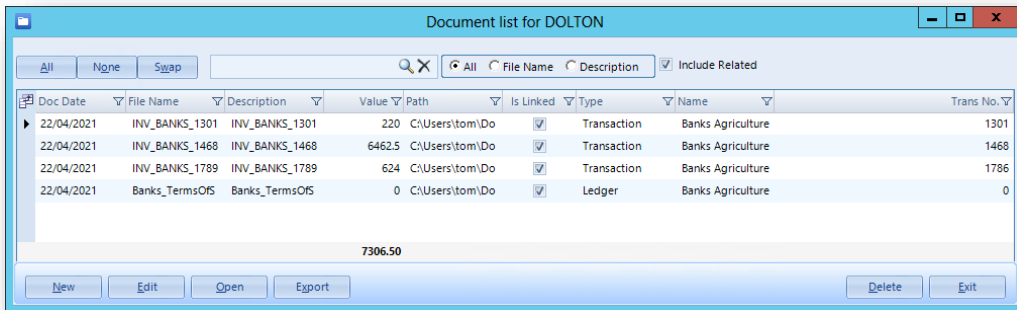 Document list for DOLTON
All None Swap All File Name Description Include Related
Doc Date File Name Description Value Path Is Linked Type Name Trans No.
22/04/2021 INV_BANKS_1301 INV_BANKS_1301 220 C:\Users\tom\Do Transaction Banks Agriculture 1301
22/04/2021 INV_BANKS_1468 INV_BANKS_1468 6462.5 C:\Users\tom\Do Transaction Banks Agriculture 1468
22/04/2021 INV_BANKS_1789 INV_BANKS_1789 624 C:\Users\tom\Do Transaction Banks Agriculture 1786
22/04/2021 Banks_TermsOfS Banks_TermsOfS 0 C:\Users\tom\Do Ledger Banks Agriculture 0
7306.50
New Edit Open Export Delete Exit